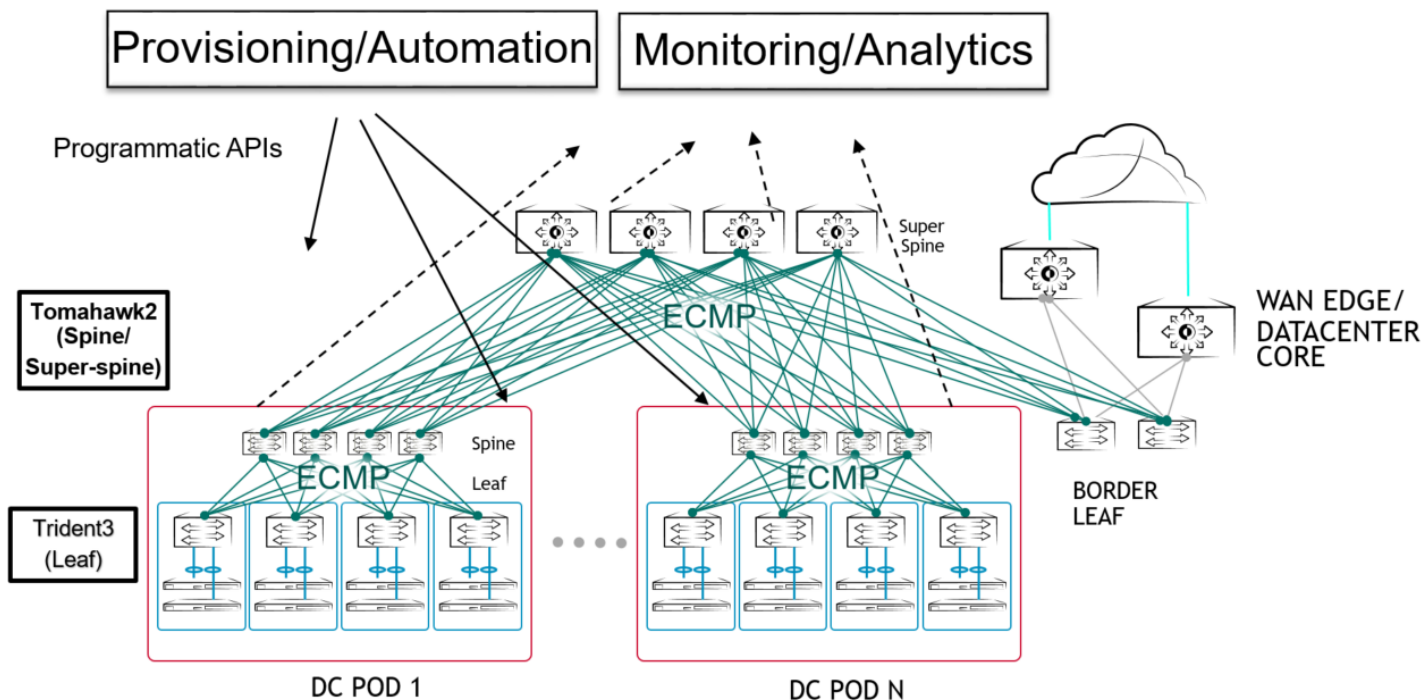 Provisioning/Automation
Monitoring/Analytics
Programmatic APIs
Super
Spine
ECMP
WAN EDGE/
DATACENTER
CORE
Tomahawk2
(Spine/
Super-spine)
Spine
ECMP
Leaf
ECMP
BORDER
LEAF
Trident3
(Leaf)
DC POD 1
DC POD N